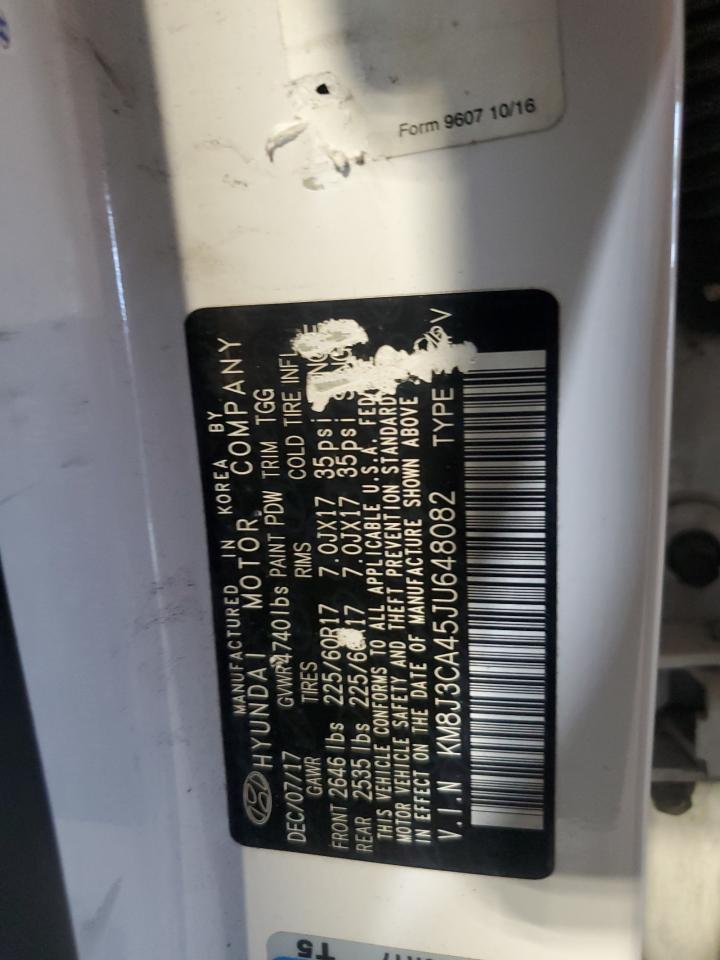 Form 9607 10/16
MANUFACTURED IN KOREA BY
HYUNDAI MOTOR COMPANY
DEC/07/17 GVWR 4740 lbs PAINT PDW TRIM TGG
GAWR TIRES RIMS COLD TIRE INFL
FRONT 2646 lbs 225/60R17 7.0JX17 35psi
REAR 2535 lbs 225/60R17 7.0JX17 35psi
THIS VEHICLE CONFORMS TO ALL APPLICABLE U.S.A. FED
MOTOR VEHICLE SAFETY AND THEFT PREVENTION STANDARD
IN EFFECT ON THE DATE OF MANUFACTURE SHOWN ABOVE
V.I.N KM8J3CA45JU648082 TYPE
T5